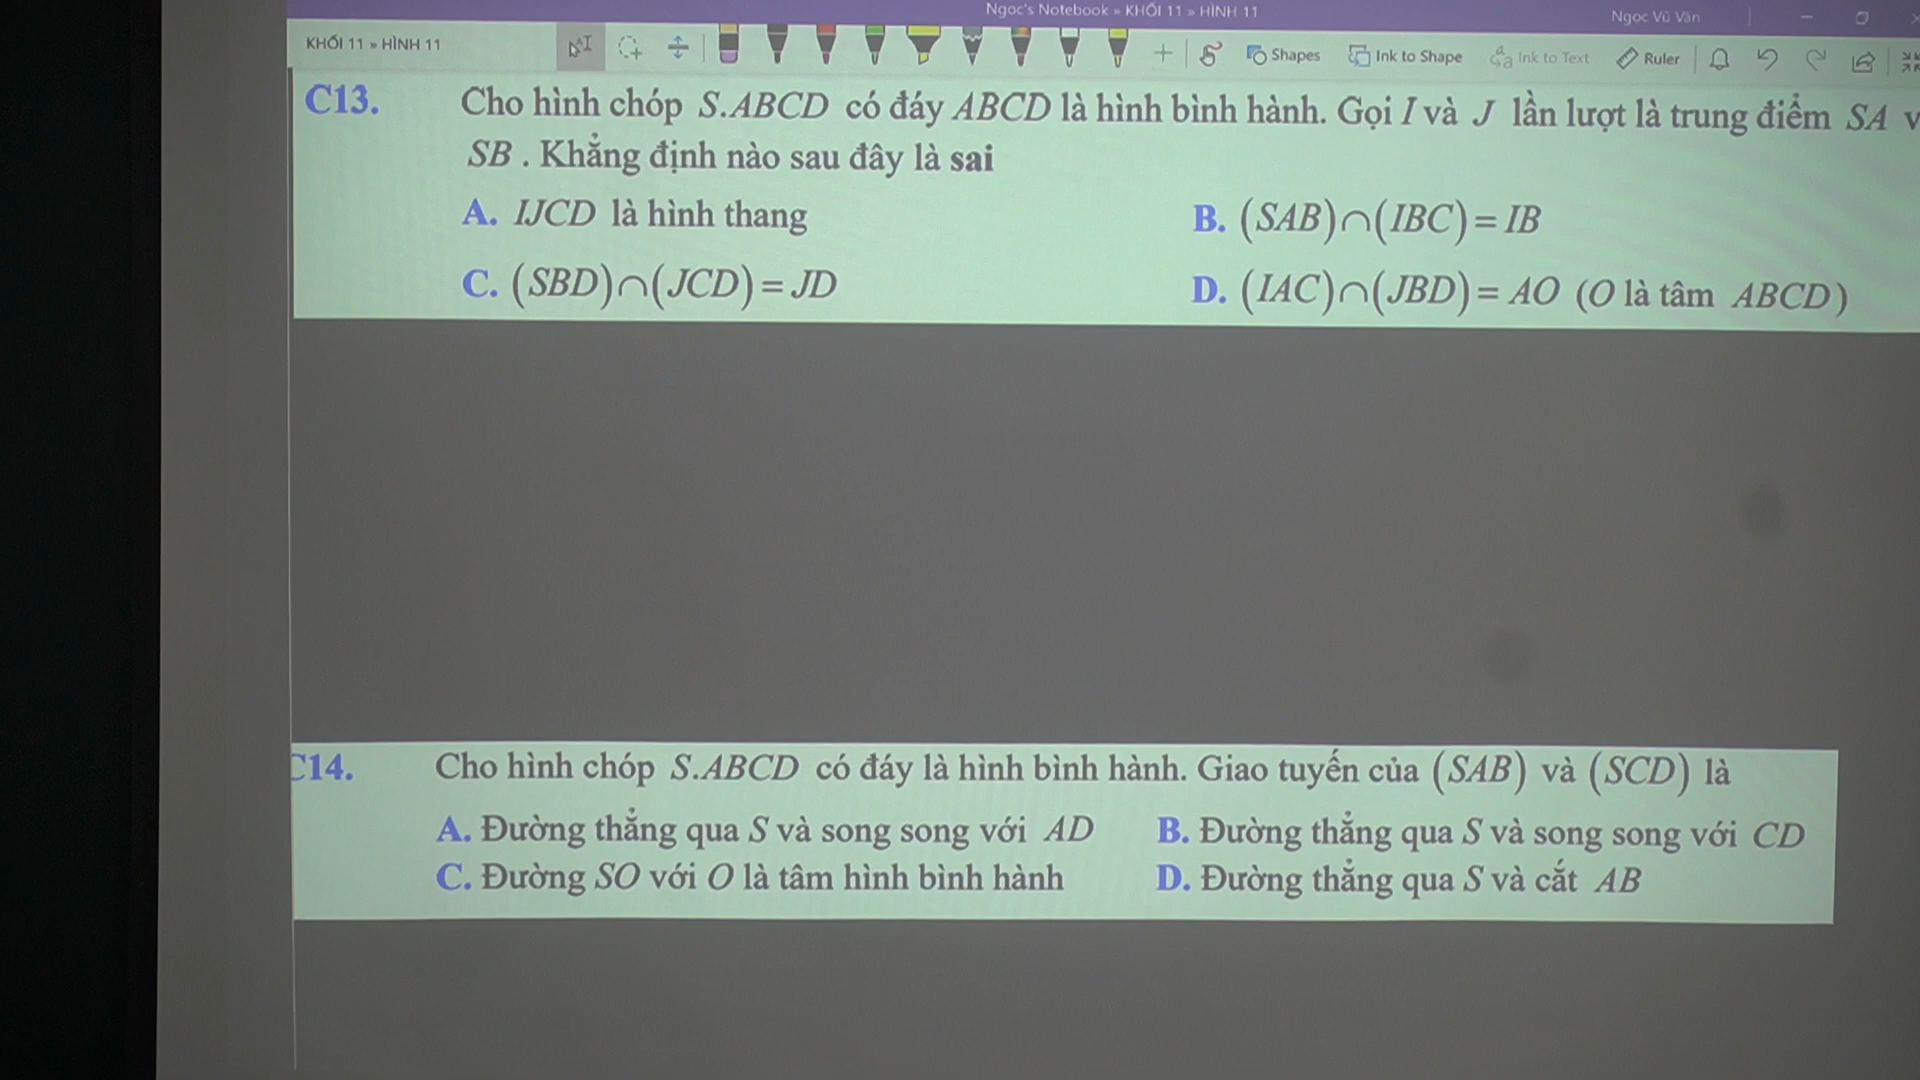 Ngoc's Notebook » KHỐI 11 » HÌNH 11
Ngoc Vũ Văn
KHỐI 11 » HÌNH 11
Shapes
Ink to Shape
Ink to Text
Ruler
C13. Cho hình chóp S.ABCD có đáy ABCD là hình bình hành. Gọi I và J lần lượt là trung điểm SA v
SB . Khẳng định nào sau đây là sai
A. IJCD là hình thang B. (SAB)∩(IBC)=IB
C. (SBD)∩(JCD)=JD D. (IAC)∩(JBD)= AO (O là tâm ABCD)
C14. Cho hình chóp S.ABCD có đáy là hình bình hành. Giao tuyến của (SAB) và (SCD) là
A. Đường thẳng qua S và song song với AD B. Đường thẳng qua S và song song với CD
C. Đường SO với O là tâm hình bình hành D. Đường thẳng qua S và cắt AB